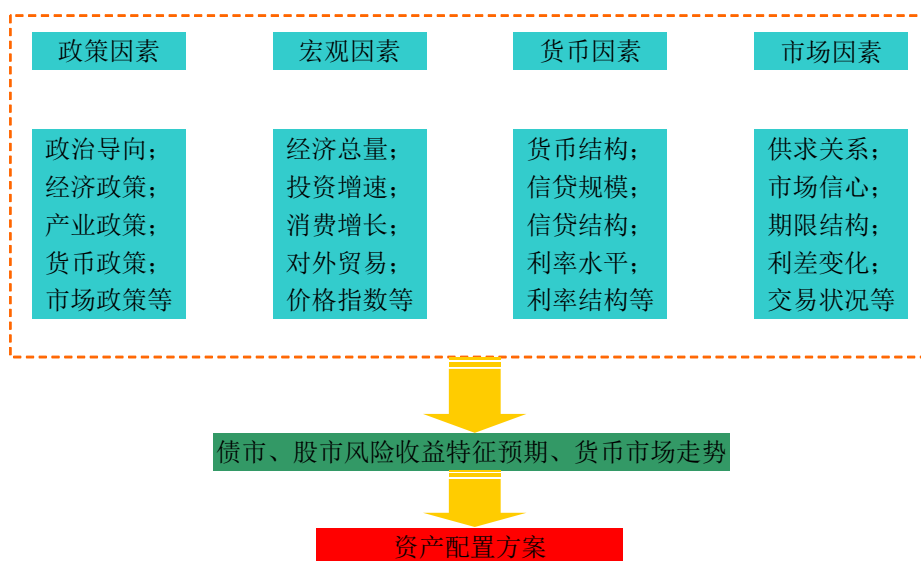 政策因素
宏观因素
货币因素
市场因素
政治导向；
经济政策；
产业政策；
货币政策；
市场政策等
经济总量；
投资增速；
消费增长；
对外贸易；
价格指数等
货币结构；
信贷规模；
信贷结构；
利率水平；
利率结构等
供求关系；
市场信心；
期限结构；
利差变化；
交易状况等
债市、股市风险收益特征预期、货币市场走势
资产配置方案